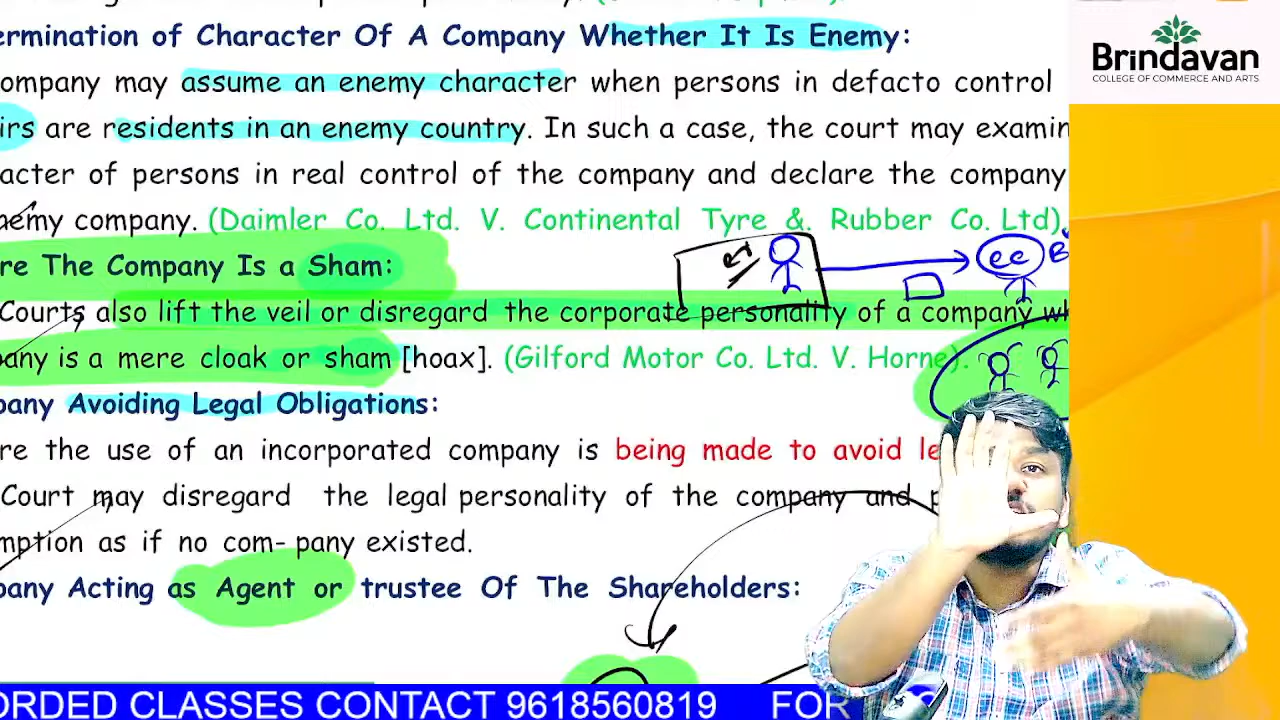 ermination of Character Of A Company Whether It Is Enemy:
ompany may assume an enemy character when persons in defacto control
irs are residents in an enemy country. In such a case, the court may examin
acter of persons in real control of the company and declare the company
nemy company. (Daimler Co. Ltd. V. Continental Tyre &. Rubber Co. Ltd).
re The Company Is a Sham:
Courts also lift the veil or disregard the corporate personality of a company wh
pany is a mere cloak or sham [hoax]. (Gilford Motor Co. Ltd. V. Horne).
pany Avoiding Legal Obligations:
re the use of an incorporated company is being made to avoid le
Court may disregard the legal personality of the company and p
mption as if no com- pany existed.
pany Acting as Agent or trustee Of The Shareholders:
Brindavan
COLLEGE OF COMMERCE AND ARTS
ORDED CLASSES CONTACT 9618560819 FOR